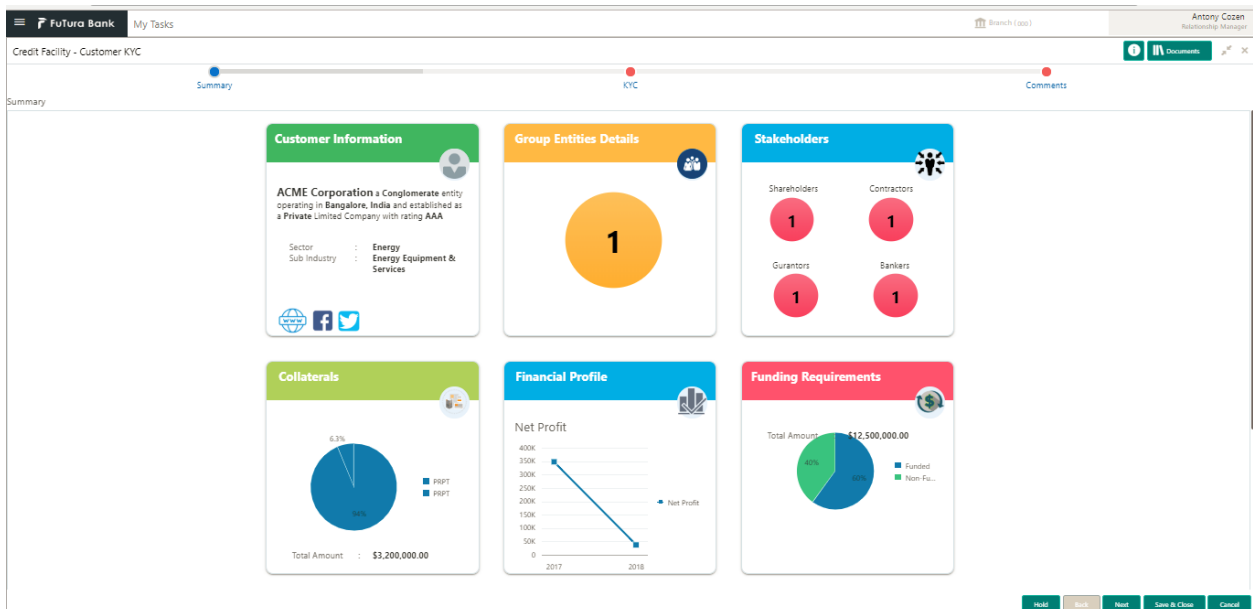 FuTura Bank
My Tasks
Branch ( 000 )
Antony Cozen
Relationship Manager
Credit Facility - Customer KYC
Documents
Summary
KYC
Comments
Summary
Customer Information
ACME Corporation a Conglomerate entity
operating in Bangalore, India and established as
a Private Limited Company with rating AAA
Sector : Energy
Sub Industry : Energy Equipment &
Services
www
Group Entities Details
1
Stakeholders
Shareholders Contractors
1 1
Gurantors Bankers
1 1
Collaterals
6.3%
94%
PRPT
PRPT
Total Amount : $3,200,000.00
Financial Profile
Net Profit
400K
350K
300K
250K
200K
150K
100K
50K
0
2017 2018
Net Profit
Funding Requirements
Total Amount $12,500,000.00
40%
60%
Funded
Non-Fu...
Hold Back Next Save & Close Cancel